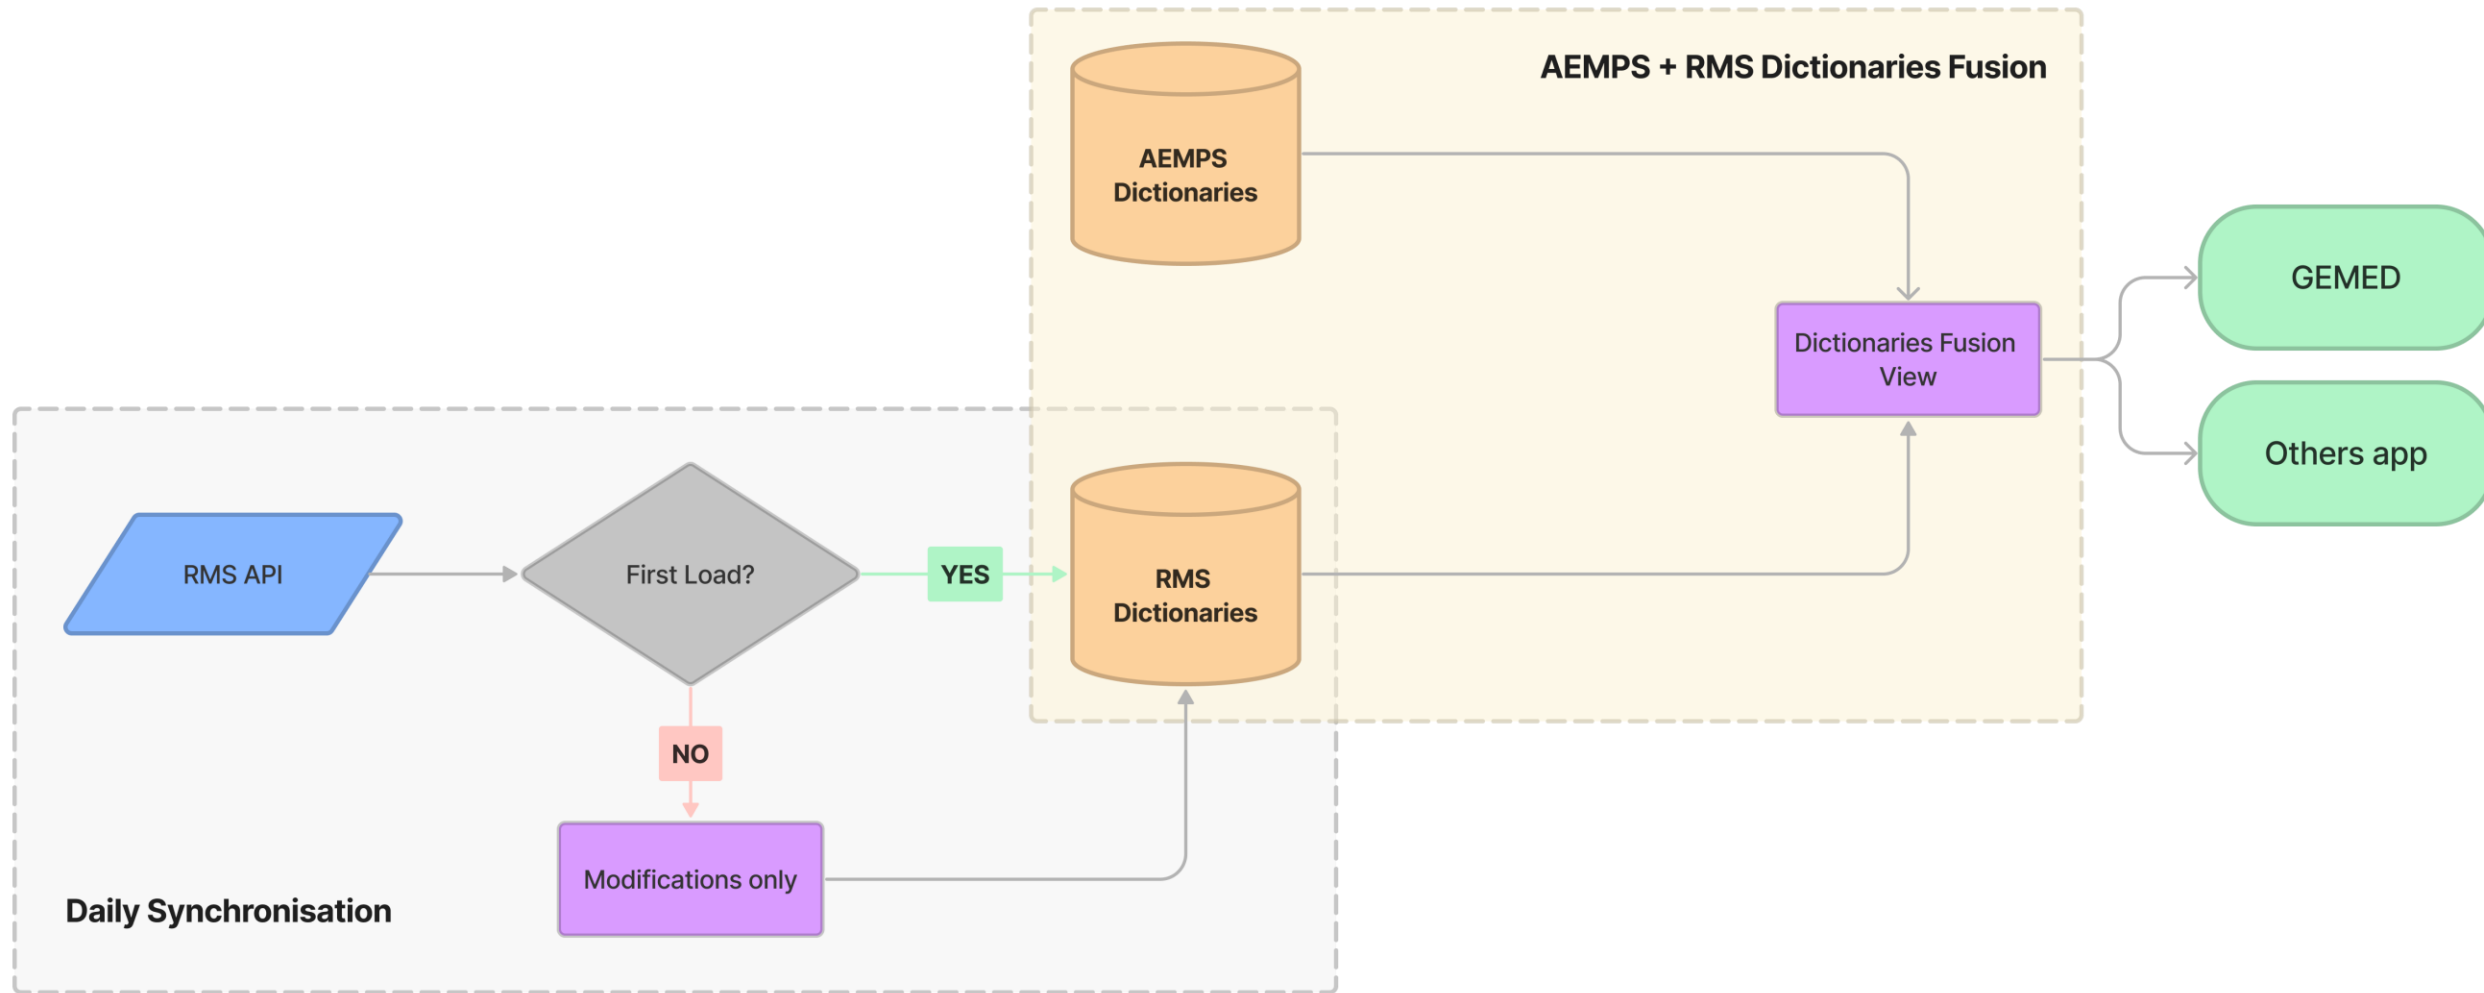 AEMPS + RMS Dictionaries Fusion
AEMPS
Dictionaries
Dictionaries Fusion
View
GEMED
Others app
RMS API
First Load?
YES
RMS
Dictionaries
NO
Modifications only
Daily Synchronisation